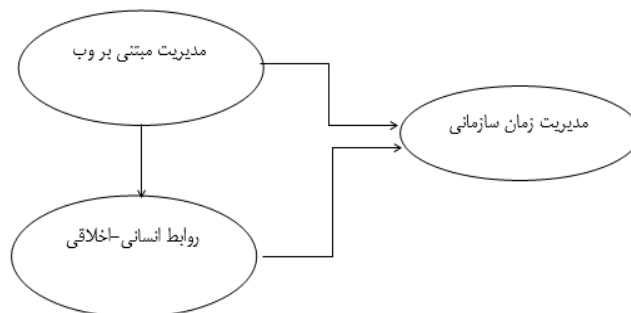 مدیریت مبتنی بر وب
مدیریت زمان سازمانی
روابط انسانی-اخلاقی